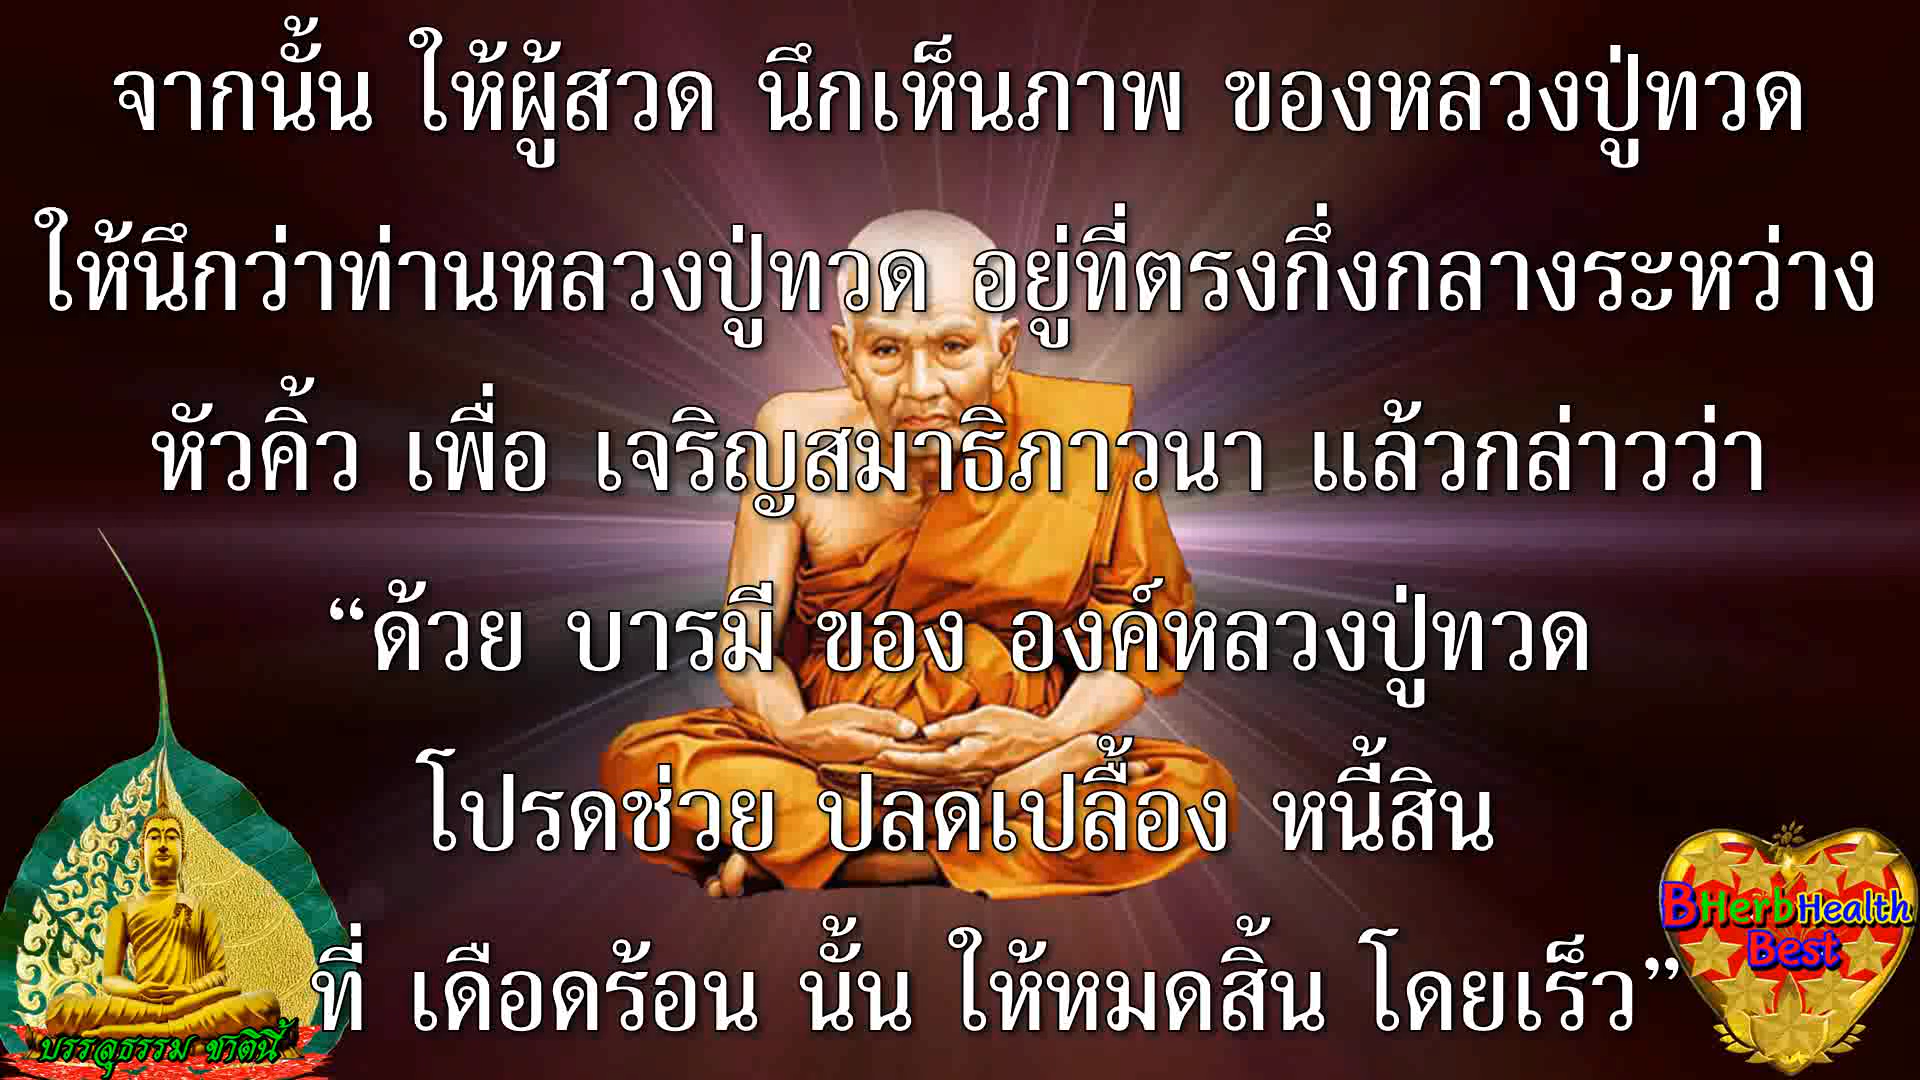 จากนั้น ให้ผู้สวด นึกเห็นภาพ ของหลวงปู่ทวด
ให้นึกว่าท่านหลวงปู่ทวด อยู่ที่ตรงกึ่งกลางระหว่าง
หัวคิ้ว เพื่อ เจริญสมาธิภาวนา แล้วกล่าวว่า
“ด้วย บารมี ของ องค์หลวงปู่ทวด
โปรดช่วย ปลดเปลื้อง หนี้สิน
ที่ เดือดร้อน นั้น ให้หมดสิ้น โดยเร็ว”
บรรลุธรรม ชาตินี้
BHerbHealth
Best